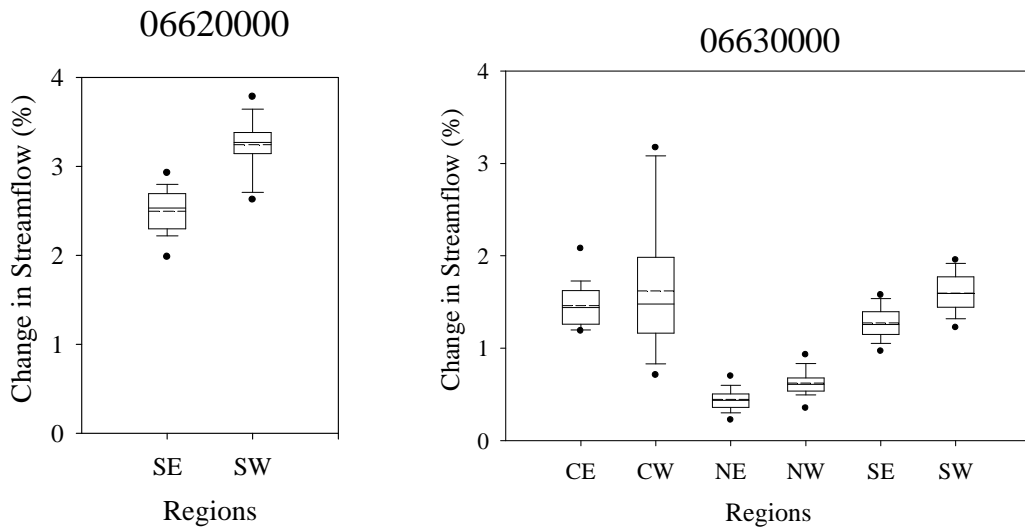 06620000
Change in Streamflow (%)
4
3
2
1
0
SE SW
Regions
06630000
Change in Streamflow (%)
4
3
2
1
0
CE CW NE NW SE SW
Regions